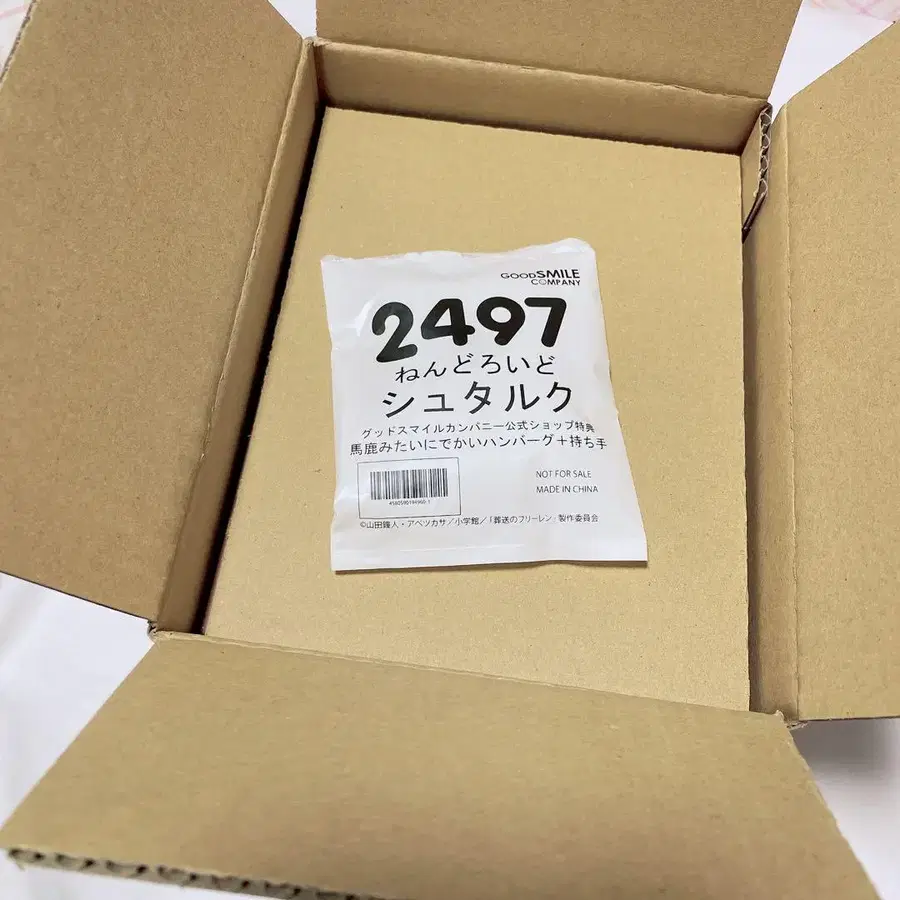 GOODSMILE
COMPANY
2497
ねんどろいど
シュタルク
グッドスマイルカンパニー公式ショップ特典
馬鹿みたいにでかいハンバーグ+持ち手
NOT FOR SALE
MADE IN CHINA
©山田鐘人・アベツカサ/小学館/「葬送のフリーレン」製作委員会